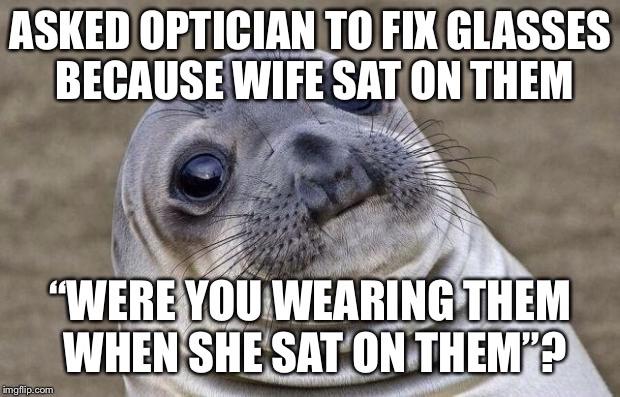 ASKED OPTICIAN TO FIX GLASSES
BECAUSE WIFE SAT ON THEM
“WERE YOU WEARING THEM
WHEN SHE SAT ON THEM”?
imgflip.com